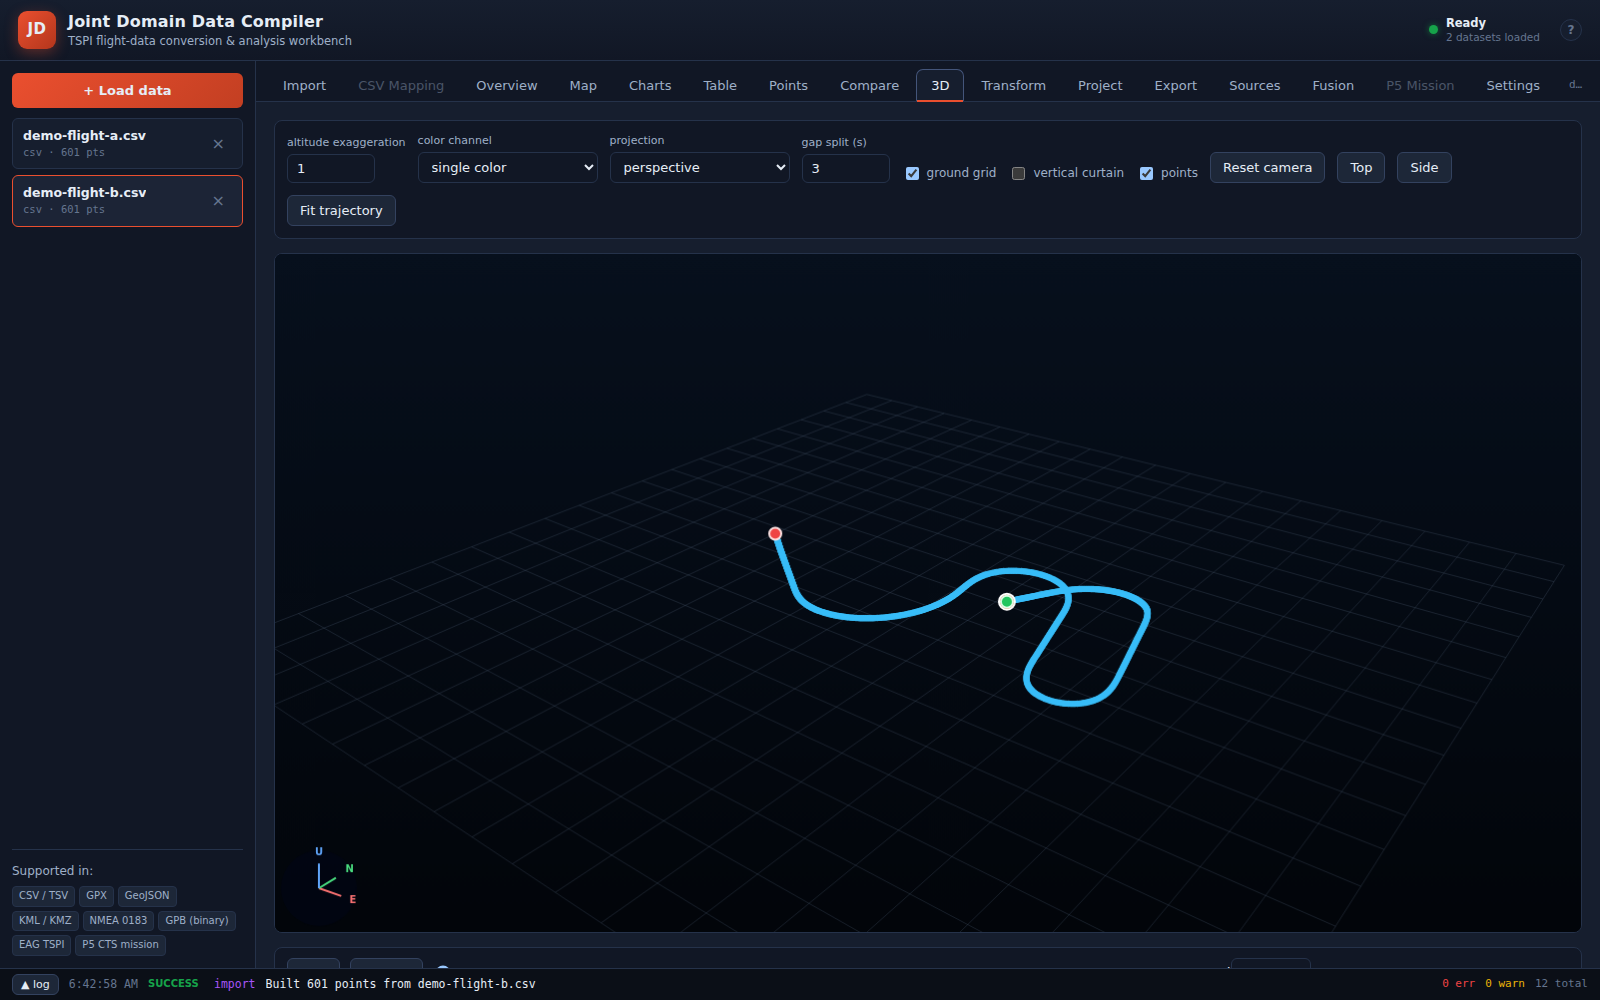 JD
Joint Domain Data Compiler
TSPI flight-data conversion & analysis workbench
Ready
2 datasets loaded
?
+ Load data
demo-flight-a.csv
csv · 601 pts
×
demo-flight-b.csv
csv · 601 pts
×
Supported in:
CSV / TSV
GPX
GeoJSON
KML / KMZ
NMEA 0183
GPB (binary)
EAG TSPI
P5 CTS mission
Import
CSV Mapping
Overview
Map
Charts
Table
Points
Compare
3D
Transform
Project
Export
Sources
Fusion
P5 Mission
Settings
d…
altitude exaggeration
1
color channel
single color
projection
perspective
gap split (s)
3
ground grid
vertical curtain
points
Reset camera
Top
Side
Fit trajectory
U
N
E
▲ log
6:42:58 AM
SUCCESS
import
Built 601 points from demo-flight-b.csv
0 err
0 warn
12 total